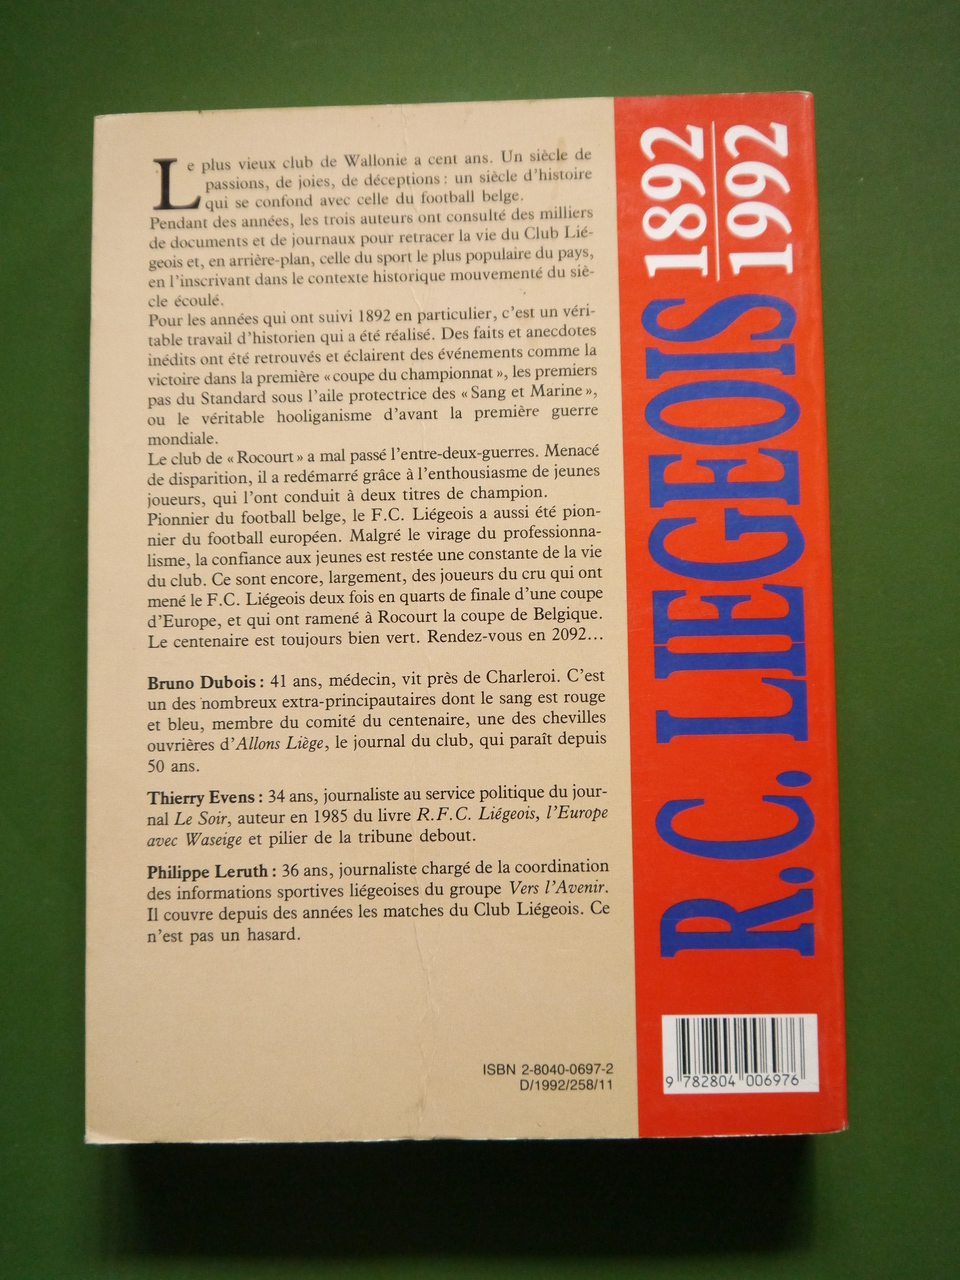 Le plus vieux club de Wallonie a cent ans. Un siècle de
passions, de joies, de déceptions : un siècle d'histoire
qui se confond avec celle du football belge.
Pendant des années, les trois auteurs ont consulté des milliers
de documents et de journaux pour retracer la vie du Club Lié-
geois et, en arrière-plan, celle du sport le plus populaire du pays,
en l'inscrivant dans le contexte historique mouvementé du siè-
cle écoulé.
Pour les années qui ont suivi 1892 en particulier, c'est un véri-
table travail d'historien qui a été réalisé. Des faits et anecdotes
inédits ont été retrouvés et éclairent des événements comme la
victoire dans la première « coupe du championnat », les premiers
pas du Standard sous l'aile protectrice des « Sang et Marine »,
ou le véritable hooliganisme d'avant la première guerre
mondiale.
Le club de « Rocourt » a mal passé l'entre-deux-guerres. Menacé
de disparition, il a redémarré grâce à l'enthousiasme de jeunes
joueurs, qui l'ont conduit à deux titres de champion.
Pionnier du football belge, le F.C. Liégeois a aussi été pion-
nier du football européen. Malgré le virage du professionna-
lisme, la confiance aux jeunes est restée une constante de la vie
du club. Ce sont encore, largement, des joueurs du cru qui ont
mené le F.C. Liégeois deux fois en quarts de finale d'une coupe
d'Europe, et qui ont ramené à Rocourt la coupe de Belgique.
Le centenaire est toujours bien vert. Rendez-vous en 2092...
Bruno Dubois : 41 ans, médecin, vit près de Charleroi. C'est
un des nombreux extra-principautaires dont le sang est rouge
et bleu, membre du comité du centenaire, une des chevilles
ouvrières d'Allons Liège, le journal du club, qui paraît depuis
50 ans.
Thierry Evens : 34 ans, journaliste au service politique du jour-
nal Le Soir, auteur en 1985 du livre R.F.C. Liégeois, l'Europe
avec Waseige et pilier de la tribune debout.
Philippe Leruth : 36 ans, journaliste chargé de la coordination
des informations sportives liégeoises du groupe Vers l'Avenir.
Il couvre depuis des années les matches du Club Liégeois. Ce
n'est pas un hasard.
ISBN 2-8040-0697-2
D/1992/258/11
R.C. LIEGEOIS 1892
1992
9 782804 006976